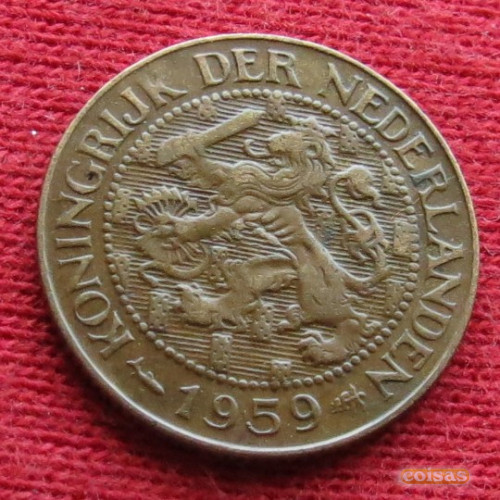 KONINGRIJK DER NEDERLANDEN
1959
coisas